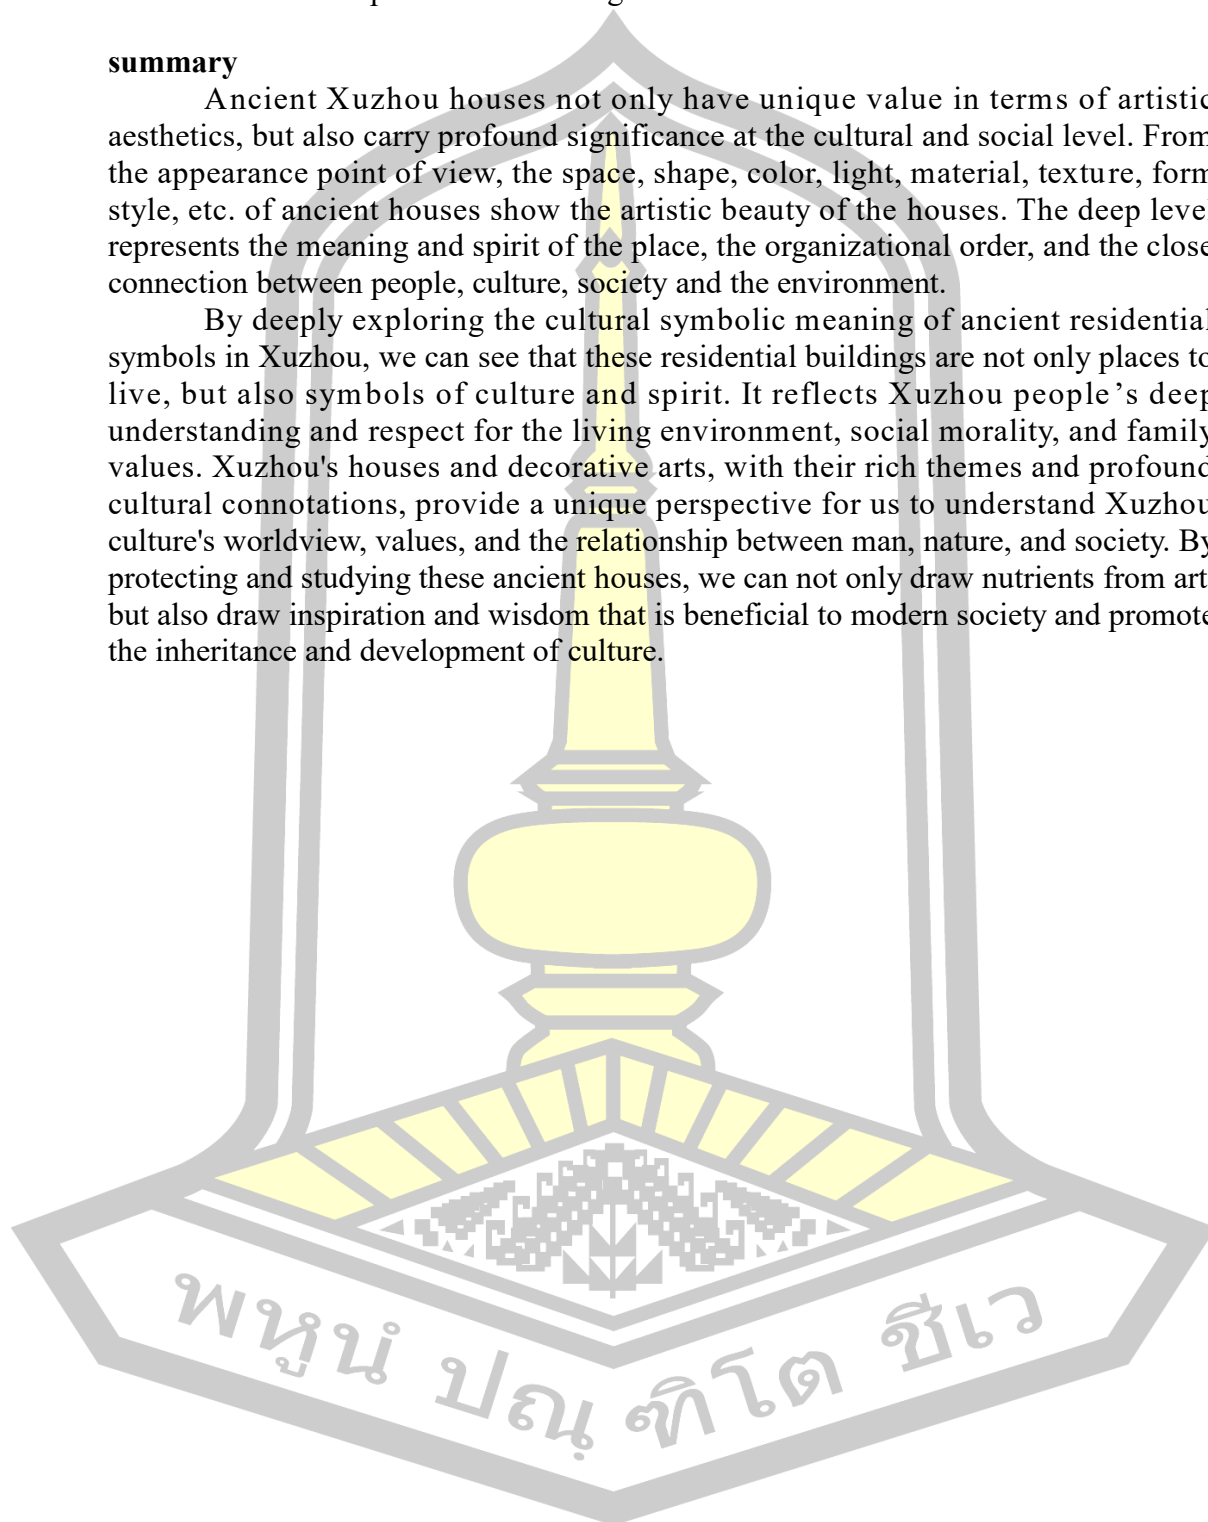 summary
Ancient Xuzhou houses not only have unique value in terms of artistic
aesthetics, but also carry profound significance at the cultural and social level. From
the appearance point of view, the space, shape, color, light, material, texture, form
style, etc. of ancient houses show the artistic beauty of the houses. The deep level
represents the meaning and spirit of the place, the organizational order, and the close
connection between people, culture, society and the environment.
By deeply exploring the cultural symbolic meaning of ancient residential
symbols in Xuzhou, we can see that these residential buildings are not only places to
live, but also symbols of culture and spirit. It reflects Xuzhou people’s deep
understanding and respect for the living environment, social morality, and family
values. Xuzhou's houses and decorative arts, with their rich themes and profound
cultural connotations, provide a unique perspective for us to understand Xuzhou
culture's worldview, values, and the relationship between man, nature, and society. By
protecting and studying these ancient houses, we can not only draw nutrients from art
but also draw inspiration and wisdom that is beneficial to modern society and promote
the inheritance and development of culture.
พหูนํ ปณฺฑิโต ชีเว